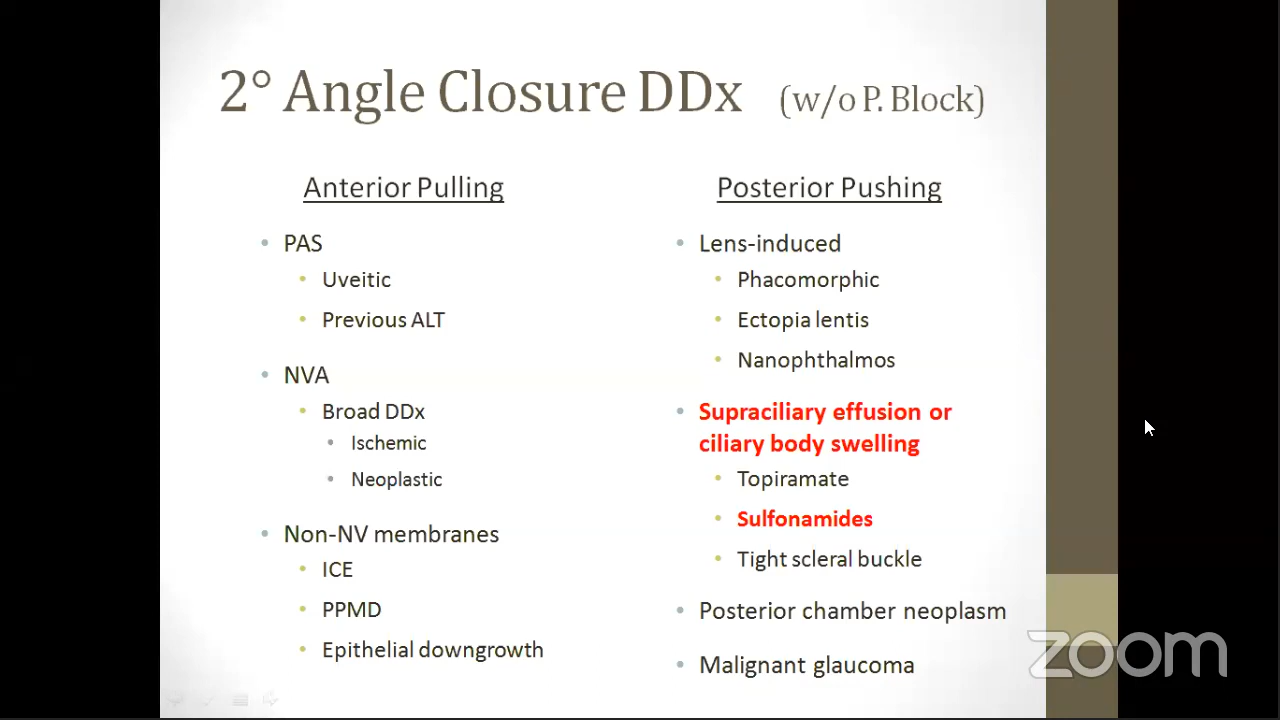 2° Angle Closure DDx (w/o P. Block)
Anterior Pulling
PAS
Uveitic
Previous ALT
NVA
Broad DDx
Ischemic
Neoplastic
Non-NV membranes
ICE
PPMD
Epithelial downgrowth
Posterior Pushing
Lens-induced
Phacomorphic
Ectopia lentis
Nanophthalmos
Supraciliary effusion or
ciliary body swelling
Topiramate
Sulfonamides
Tight scleral buckle
Posterior chamber neoplasm
Malignant glaucoma
zoom